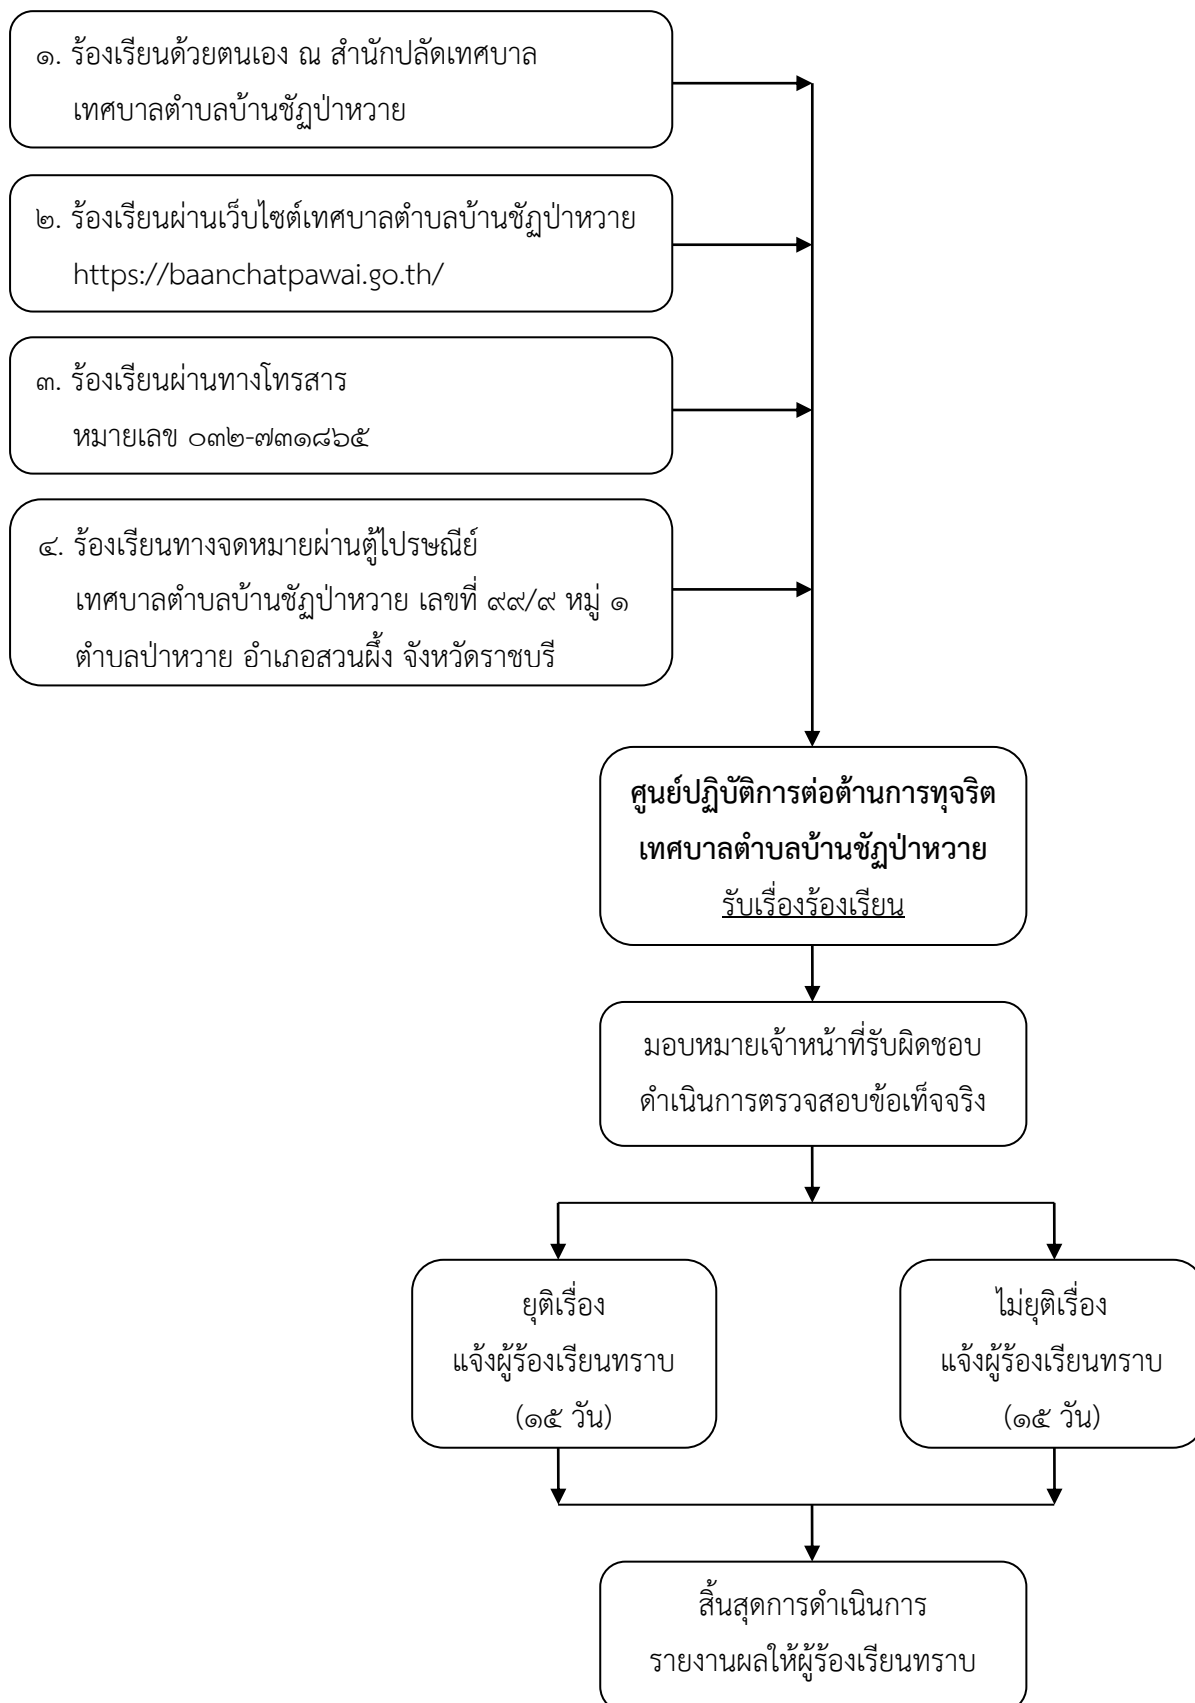 ๑. ร้องเรียนด้วยตนเอง ณ สำนักปลัดเทศบาล
เทศบาลตำบลบ้านชัฏป่าหวาย
๒. ร้องเรียนผ่านเว็บไซต์เทศบาลตำบลบ้านชัฏป่าหวาย
https://baanchatpawai.go.th/
๓. ร้องเรียนผ่านทางโทรสาร
หมายเลข ๐๓๒-๗๓๑๘๖๕
๔. ร้องเรียนทางจดหมายผ่านตู้ไปรษณีย์
เทศบาลตำบลบ้านชัฏป่าหวาย เลขที่ ๙๙/๙ หมู่ ๑
ตำบลป่าหวาย อำเภอสวนผึ้ง จังหวัดราชบุรี
ศูนย์ปฏิบัติการต่อต้านการทุจริต
เทศบาลตำบลบ้านชัฏป่าหวาย
รับเรื่องร้องเรียน
มอบหมายเจ้าหน้าที่รับผิดชอบ
ดำเนินการตรวจสอบข้อเท็จจริง
ยุติเรื่อง
แจ้งผู้ร้องเรียนทราบ
(๑๕ วัน)
ไม่ยุติเรื่อง
แจ้งผู้ร้องเรียนทราบ
(๑๕ วัน)
สิ้นสุดการดำเนินการ
รายงานผลให้ผู้ร้องเรียนทราบ